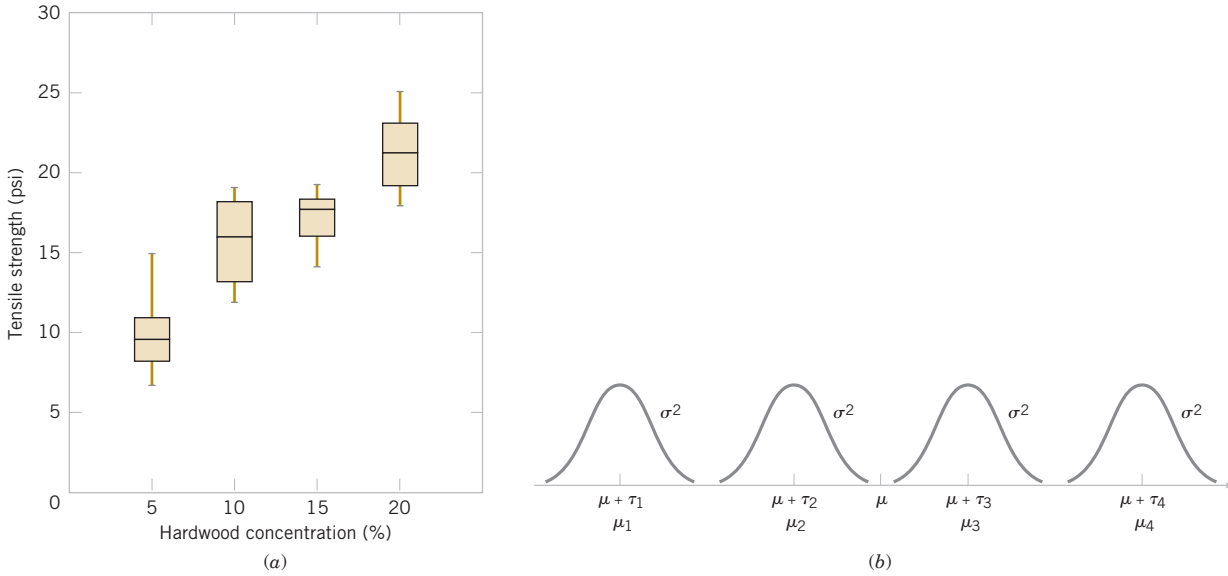 30
25
20
15
10
5
0
Tensile strength (psi)
5 10 15 20
Hardwood concentration (%)
(a)
σ² σ² σ² σ²
μ + τ₁ μ + τ₂ μ μ + τ₃ μ + τ₄
μ₁ μ₂ μ₃ μ₄
(b)